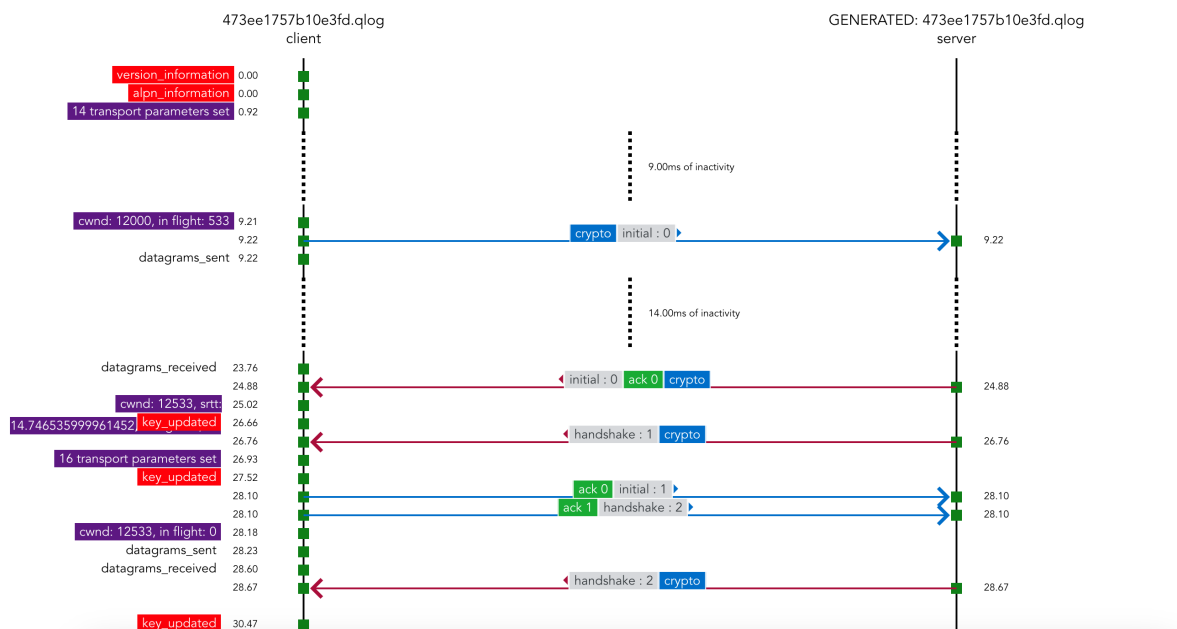 473ee1757b10e3fd.qlog
client
GENERATED: 473ee1757b10e3fd.qlog
server
version_information 0.00
alpn_information 0.00
14 transport parameters set 0.92
9.00ms of inactivity
cwnd: 12000, in flight: 533 9.21
crypto initial : 0
9.22 9.22
datagrams_sent 9.22
14.00ms of inactivity
datagrams_received 23.76
initial : 0 ack 0 crypto
24.88 24.88
cwnd: 12533, srtt: 25.02
14.746535999961452 key_updated 26.66
handshake : 1 crypto
26.76 26.76
16 transport parameters set 26.93
key_updated 27.52
ack 0 initial : 1
28.10 28.10
ack 1 handshake : 2
28.10 28.10
cwnd: 12533, in flight: 0 28.18
datagrams_sent 28.23
datagrams_received 28.60
handshake : 2 crypto
28.67 28.67
key_updated 30.47